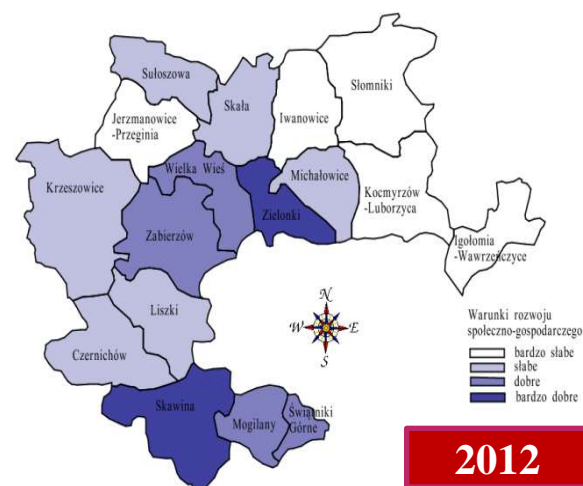 Sułoszowa
Skała
Słomniki
Jerzmanowice
-Przeginia
Iwanowice
Wielka Wieś
Michałowice
Krzeszowice
Kocmyrzów
-Luborzyca
Zielonki
Zabierzów
Igołomia
-Wawrzeńczyce
Liszki
Czernichów
N
W
E
S
Warunki rozwoju
społeczno-gospodarczego
bardzo słabe
słabe
dobre
bardzo dobre
Skawina
Mogilany
Świątniki
Górne
2012